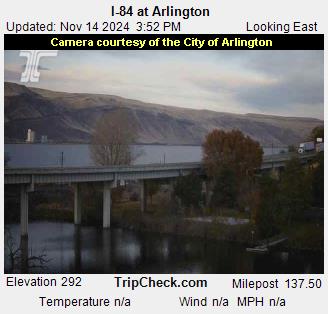 I-84 at Arlington
Updated: Nov 14 2024 3:52 PM Looking East
Camera courtesy of the City of Arlington
Elevation 292 TripCheck.com Milepost 137.50
Temperature n/a Wind n/a MPH n/a